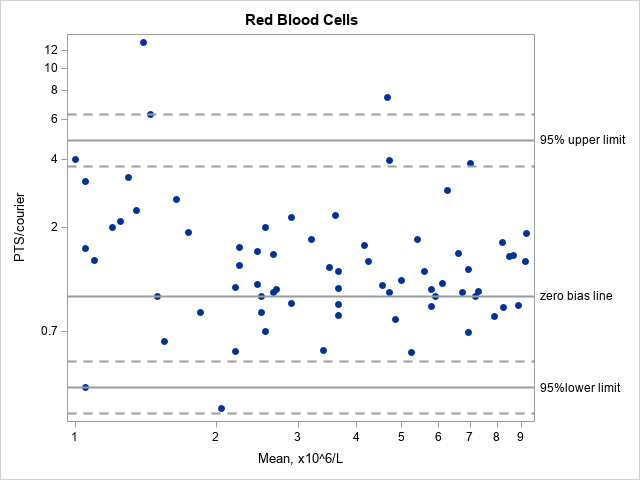 Red Blood Cells
12
10
8
6
4
2
0.7
PTS/courier
95% upper limit
zero bias line
95%lower limit
1 2 3 4 5 6 7 8 9
Mean, x10^6/L